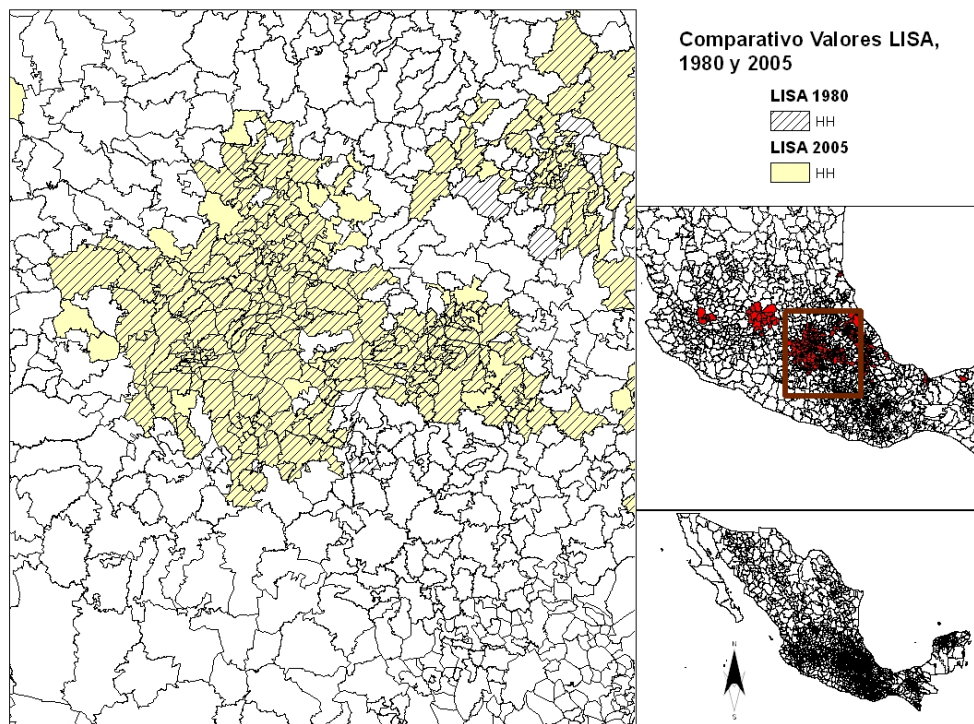 Comparativo Valores LISA,
1980 y 2005
LISA 1980
HH
LISA 2005
HH
N
S